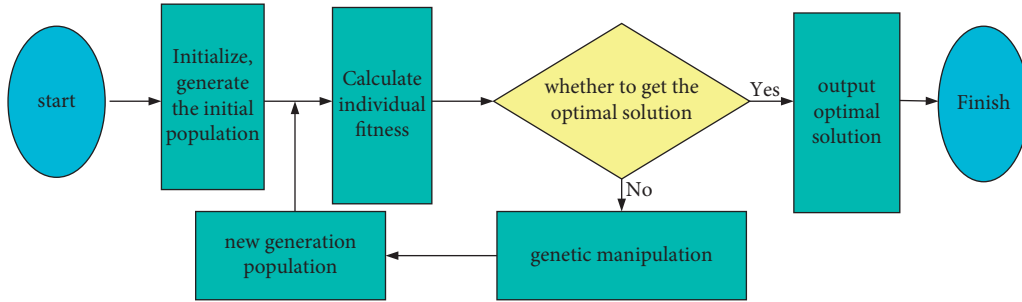 start
Initialize,
generate
the initial
population
Calculate
individual
fitness
whether to get the
optimal solution
Yes
output
optimal
solution
Finish
No
genetic manipulation
new generation
population